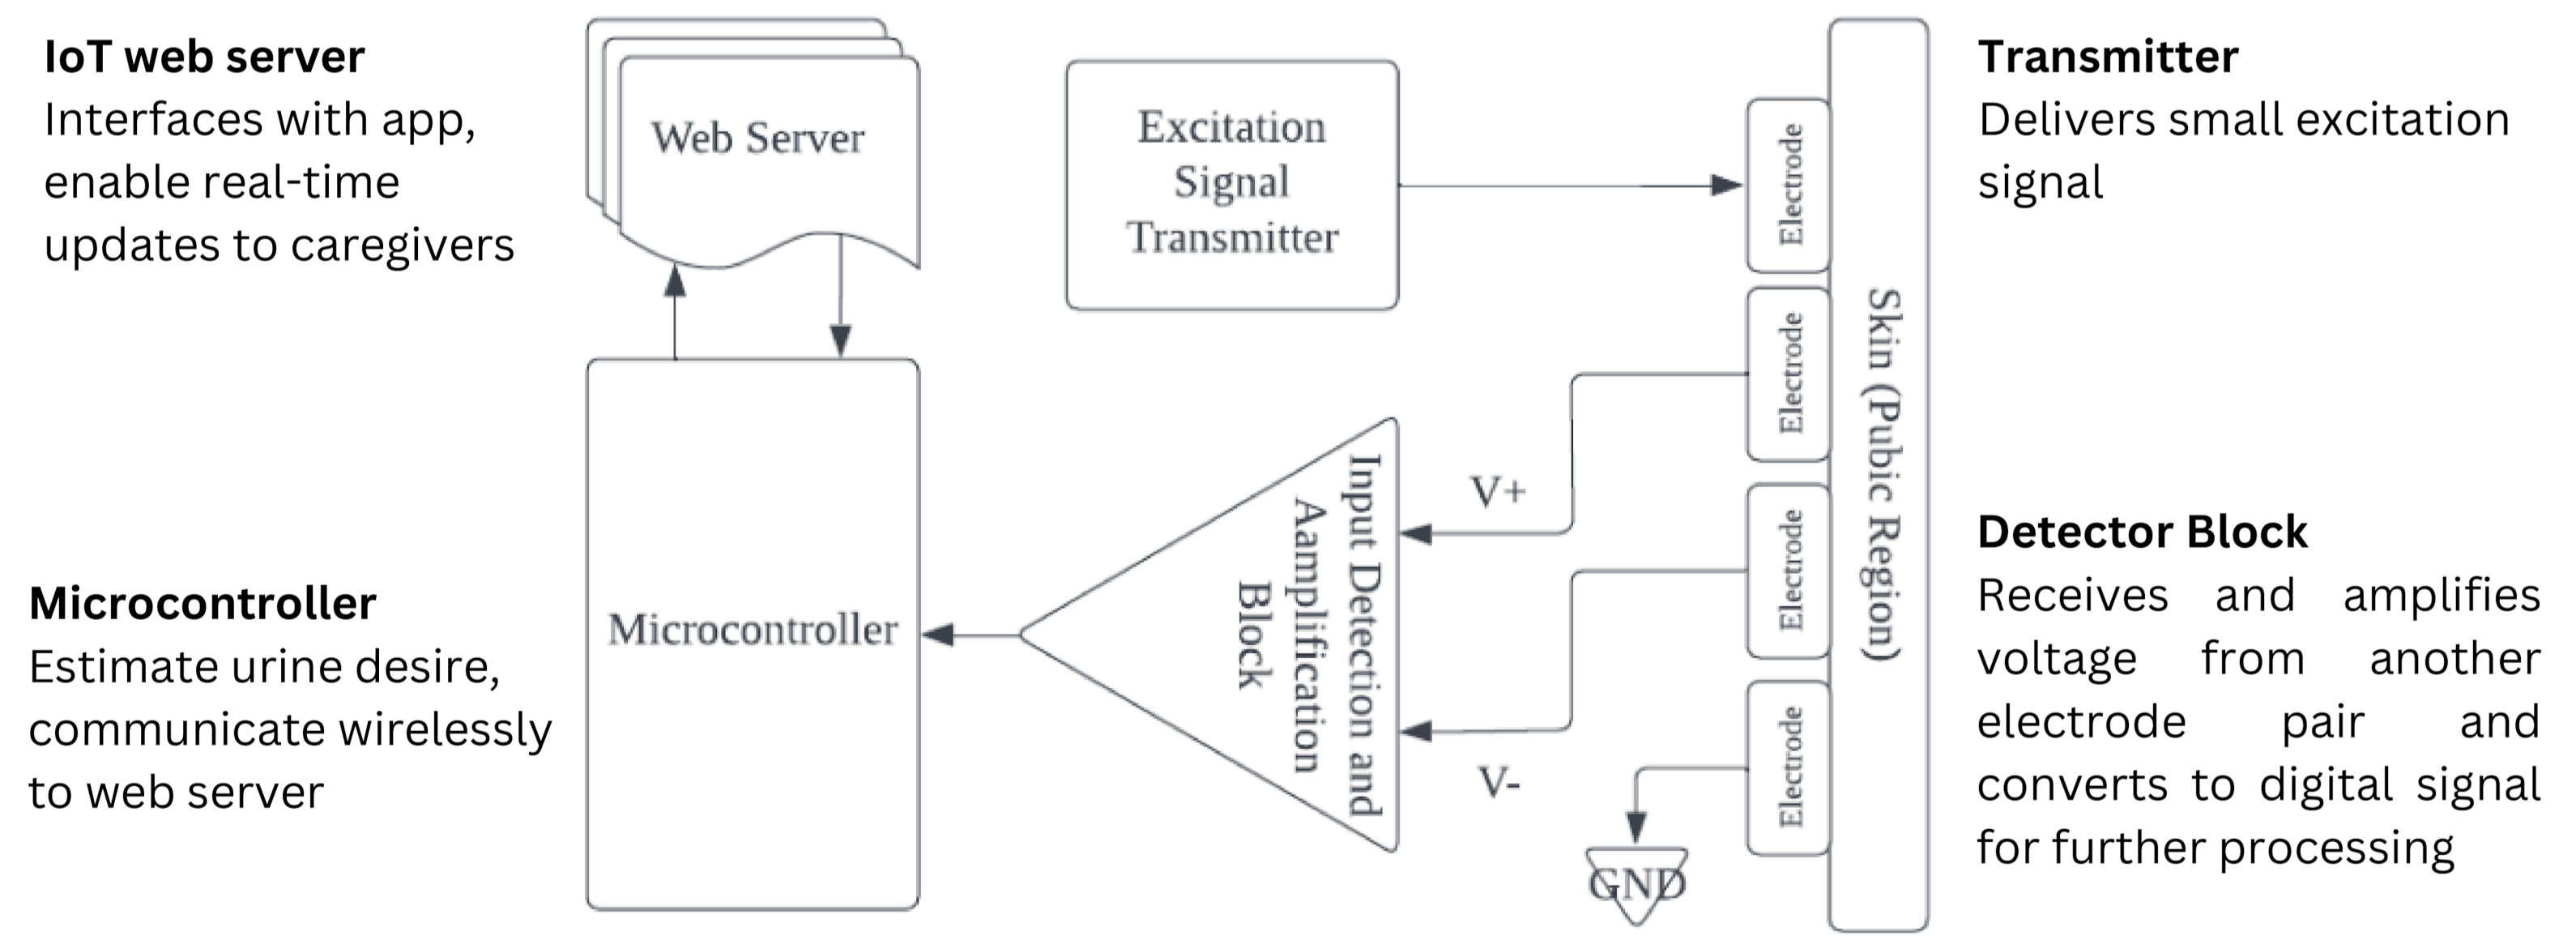 IoT web server
Interfaces with app,
enable real-time
updates to caregivers
Microcontroller
Estimate urine desire,
communicate wirelessly
to web server
Web Server
Microcontroller
Excitation
Signal
Transmitter
Input Detection and
Aamplification
Block
V+
V-
GND
Electrode
Electrode
Electrode
Electrode
Skin (Pubic Region)
Transmitter
Delivers small excitation
signal
Detector Block
Receives and amplifies
voltage from another
electrode pair and
converts to digital signal
for further processing